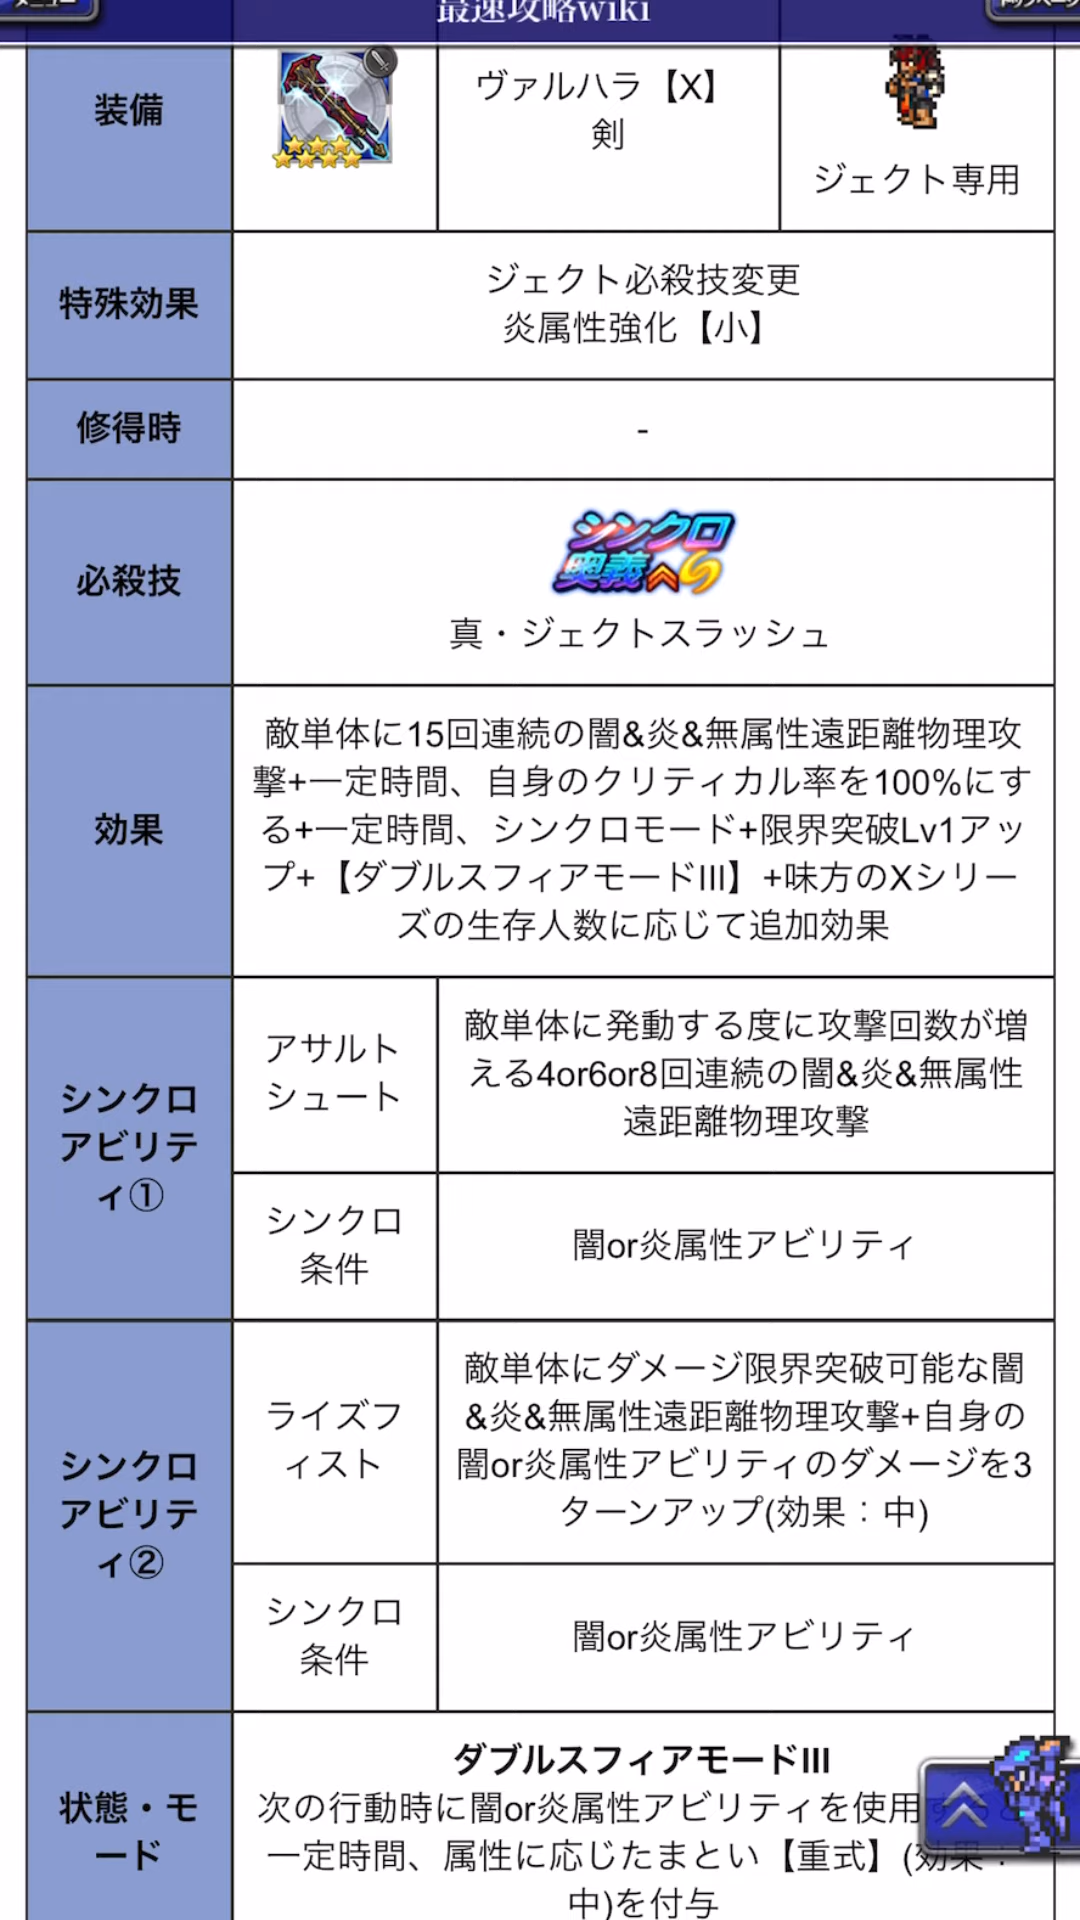 メニュー
最速攻略wiki
装備
ヴァルハラ【X】
剣
ジェクト専用
特殊効果
ジェクト必殺技変更
炎属性強化【小】
修得時
-
必殺技
シンクロ
奥義
真・ジェクトスラッシュ
効果
敵単体に15回連続の闇&炎&無属性遠距離物理攻
撃+一定時間、自身のクリティカル率を100%にす
る+一定時間、シンクロモード+限界突破Lv1アッ
プ+【ダブルスフィアモードIII】+味方のXシリー
ズの生存人数に応じて追加効果
シンクロ
アビリテ
ィ①
アサルト
シュート
敵単体に発動する度に攻撃回数が増
える4or6or8回連続の闇&炎&無属性
遠距離物理攻撃
シンクロ
条件
闇or炎属性アビリティ
シンクロ
アビリテ
ィ②
ライズフ
ィスト
敵単体にダメージ限界突破可能な闇
&炎&無属性遠距離物理攻撃+自身の
闇or炎属性アビリティのダメージを3
ターンアップ(効果：中)
シンクロ
条件
闇or炎属性アビリティ
状態・モ
ード
ダブルスフィアモードIII
次の行動時に闇or炎属性アビリティを使用すると
一定時間、属性に応じたまとい【重式】(効果：
中)を付与